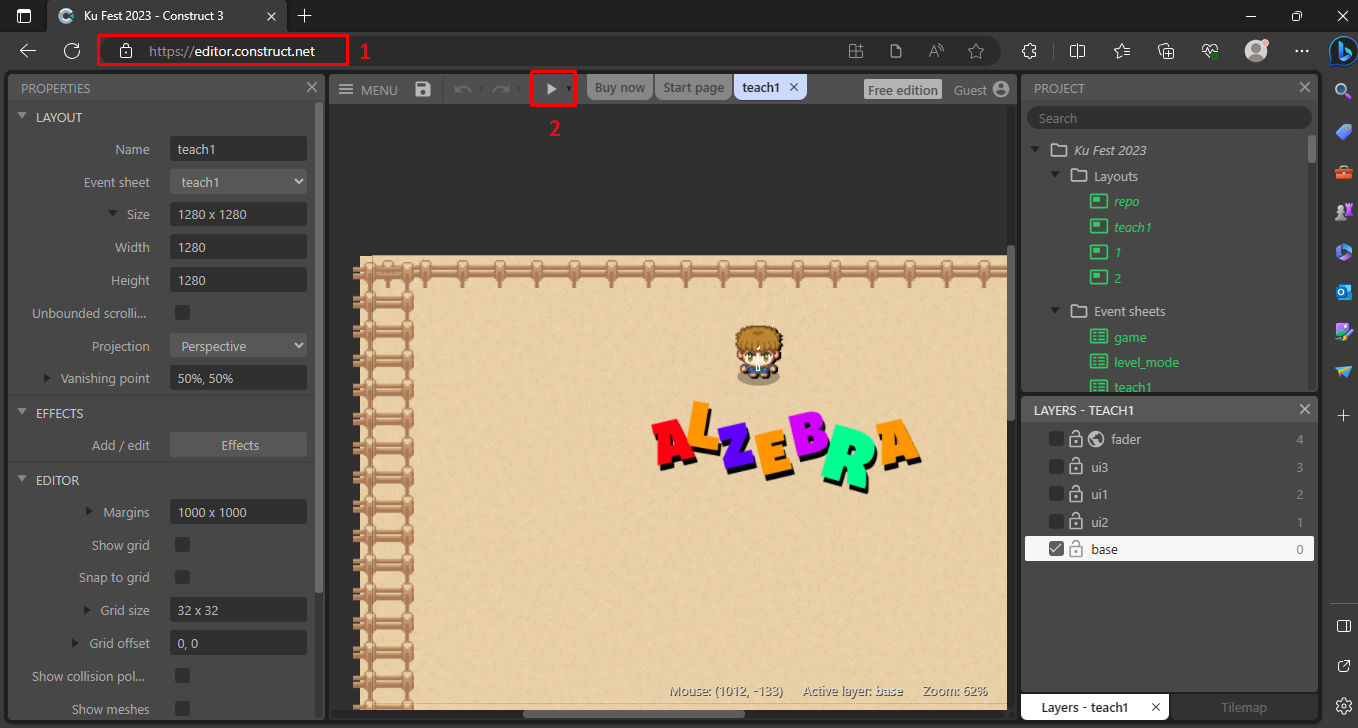 Ku Fest 2023 - Construct 3
https://editor.construct.net
1
PROPERTIES
LAYOUT
Name teach1
Event sheet teach1
Size 1280 x 1280
Width 1280
Height 1280
Unbounded scrolli...
Projection Perspective
Vanishing point 50%, 50%
EFFECTS
Add / edit Effects
EDITOR
Margins 1000 x 1000
Show grid
Snap to grid
Grid size 32 x 32
Grid offset 0, 0
Show collision pol...
Show meshes
MENU
Buy now Start page teach1
Free edition Guest
2
ALZEBRA
Mouse: (1012, -133) Active layer: base Zoom: 62%
PROJECT
Search
Ku Fest 2023
Layouts
repo
teach1
1
2
Event sheets
game
level_mode
teach1
LAYERS - TEACH1
fader 4
ui3 3
ui1 2
ui2 1
base 0
Layers - teach1 Tilemap